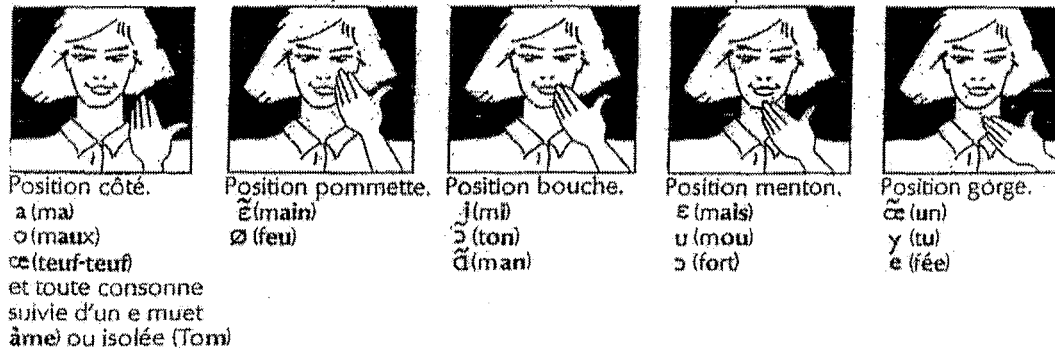 Position côté.
a (ma)
o (maux)
œ (teuf-teuf)
et toute consonne
suivie d'un e muet
âme) ou isolée (Tom)
Position pommette.
ɛ̃ (main)
ø (feu)
Position bouche.
i (mi)
ɔ̃ (ton)
ɑ̃ (man)
Position menton.
ɛ (mais)
u (mou)
ɔ (fort)
Position gorge.
œ̃ (un)
y (tu)
e (fée)